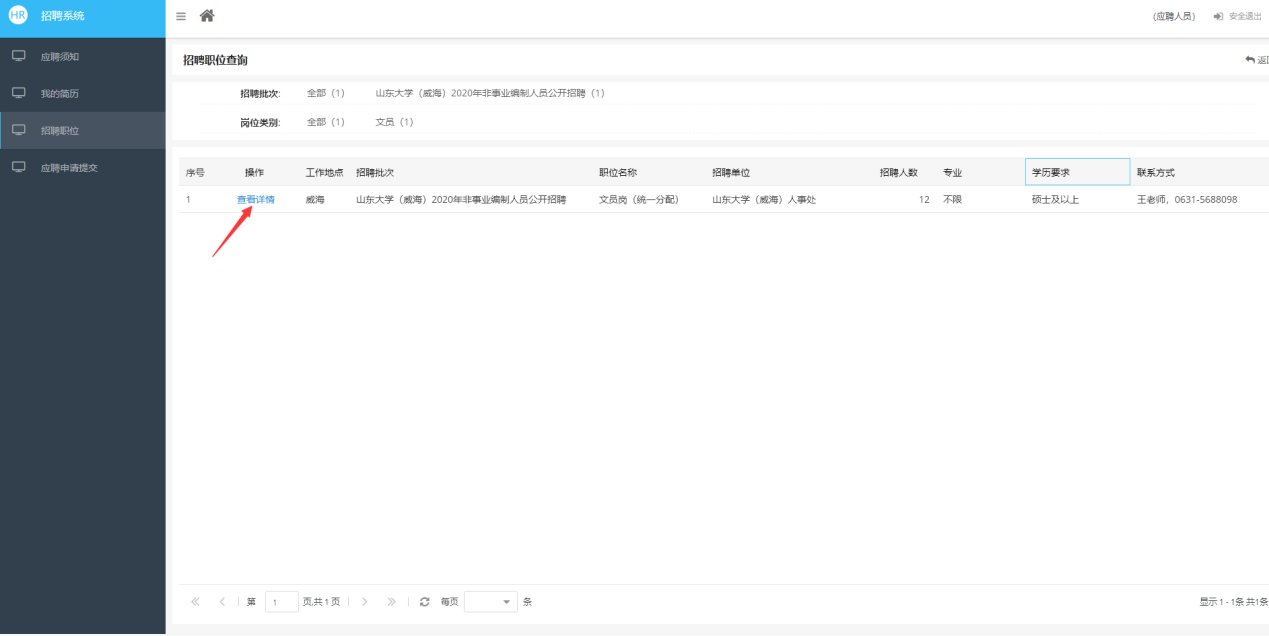 HR 招聘系统
(应聘人员) 安全退出
应聘须知
我的简历
招聘职位
应聘申请提交
招聘职位查询
招聘批次: 全部（1） 山东大学（威海）2020年非事业编制人员公开招聘（1）
岗位类别: 全部（1） 文员（1）
序号 操作 工作地点 招聘批次 职位名称 招聘单位 招聘人数 专业 学历要求 联系方式
1 查看详情 威海 山东大学（威海）2020年非事业编制人员公开招聘 文员岗（统一分配） 山东大学（威海）人事处 12 不限 硕士及以上 王老师，0631-5688098
第 1 页,共 1 页 每页 条 显示 1 - 1条 共1条